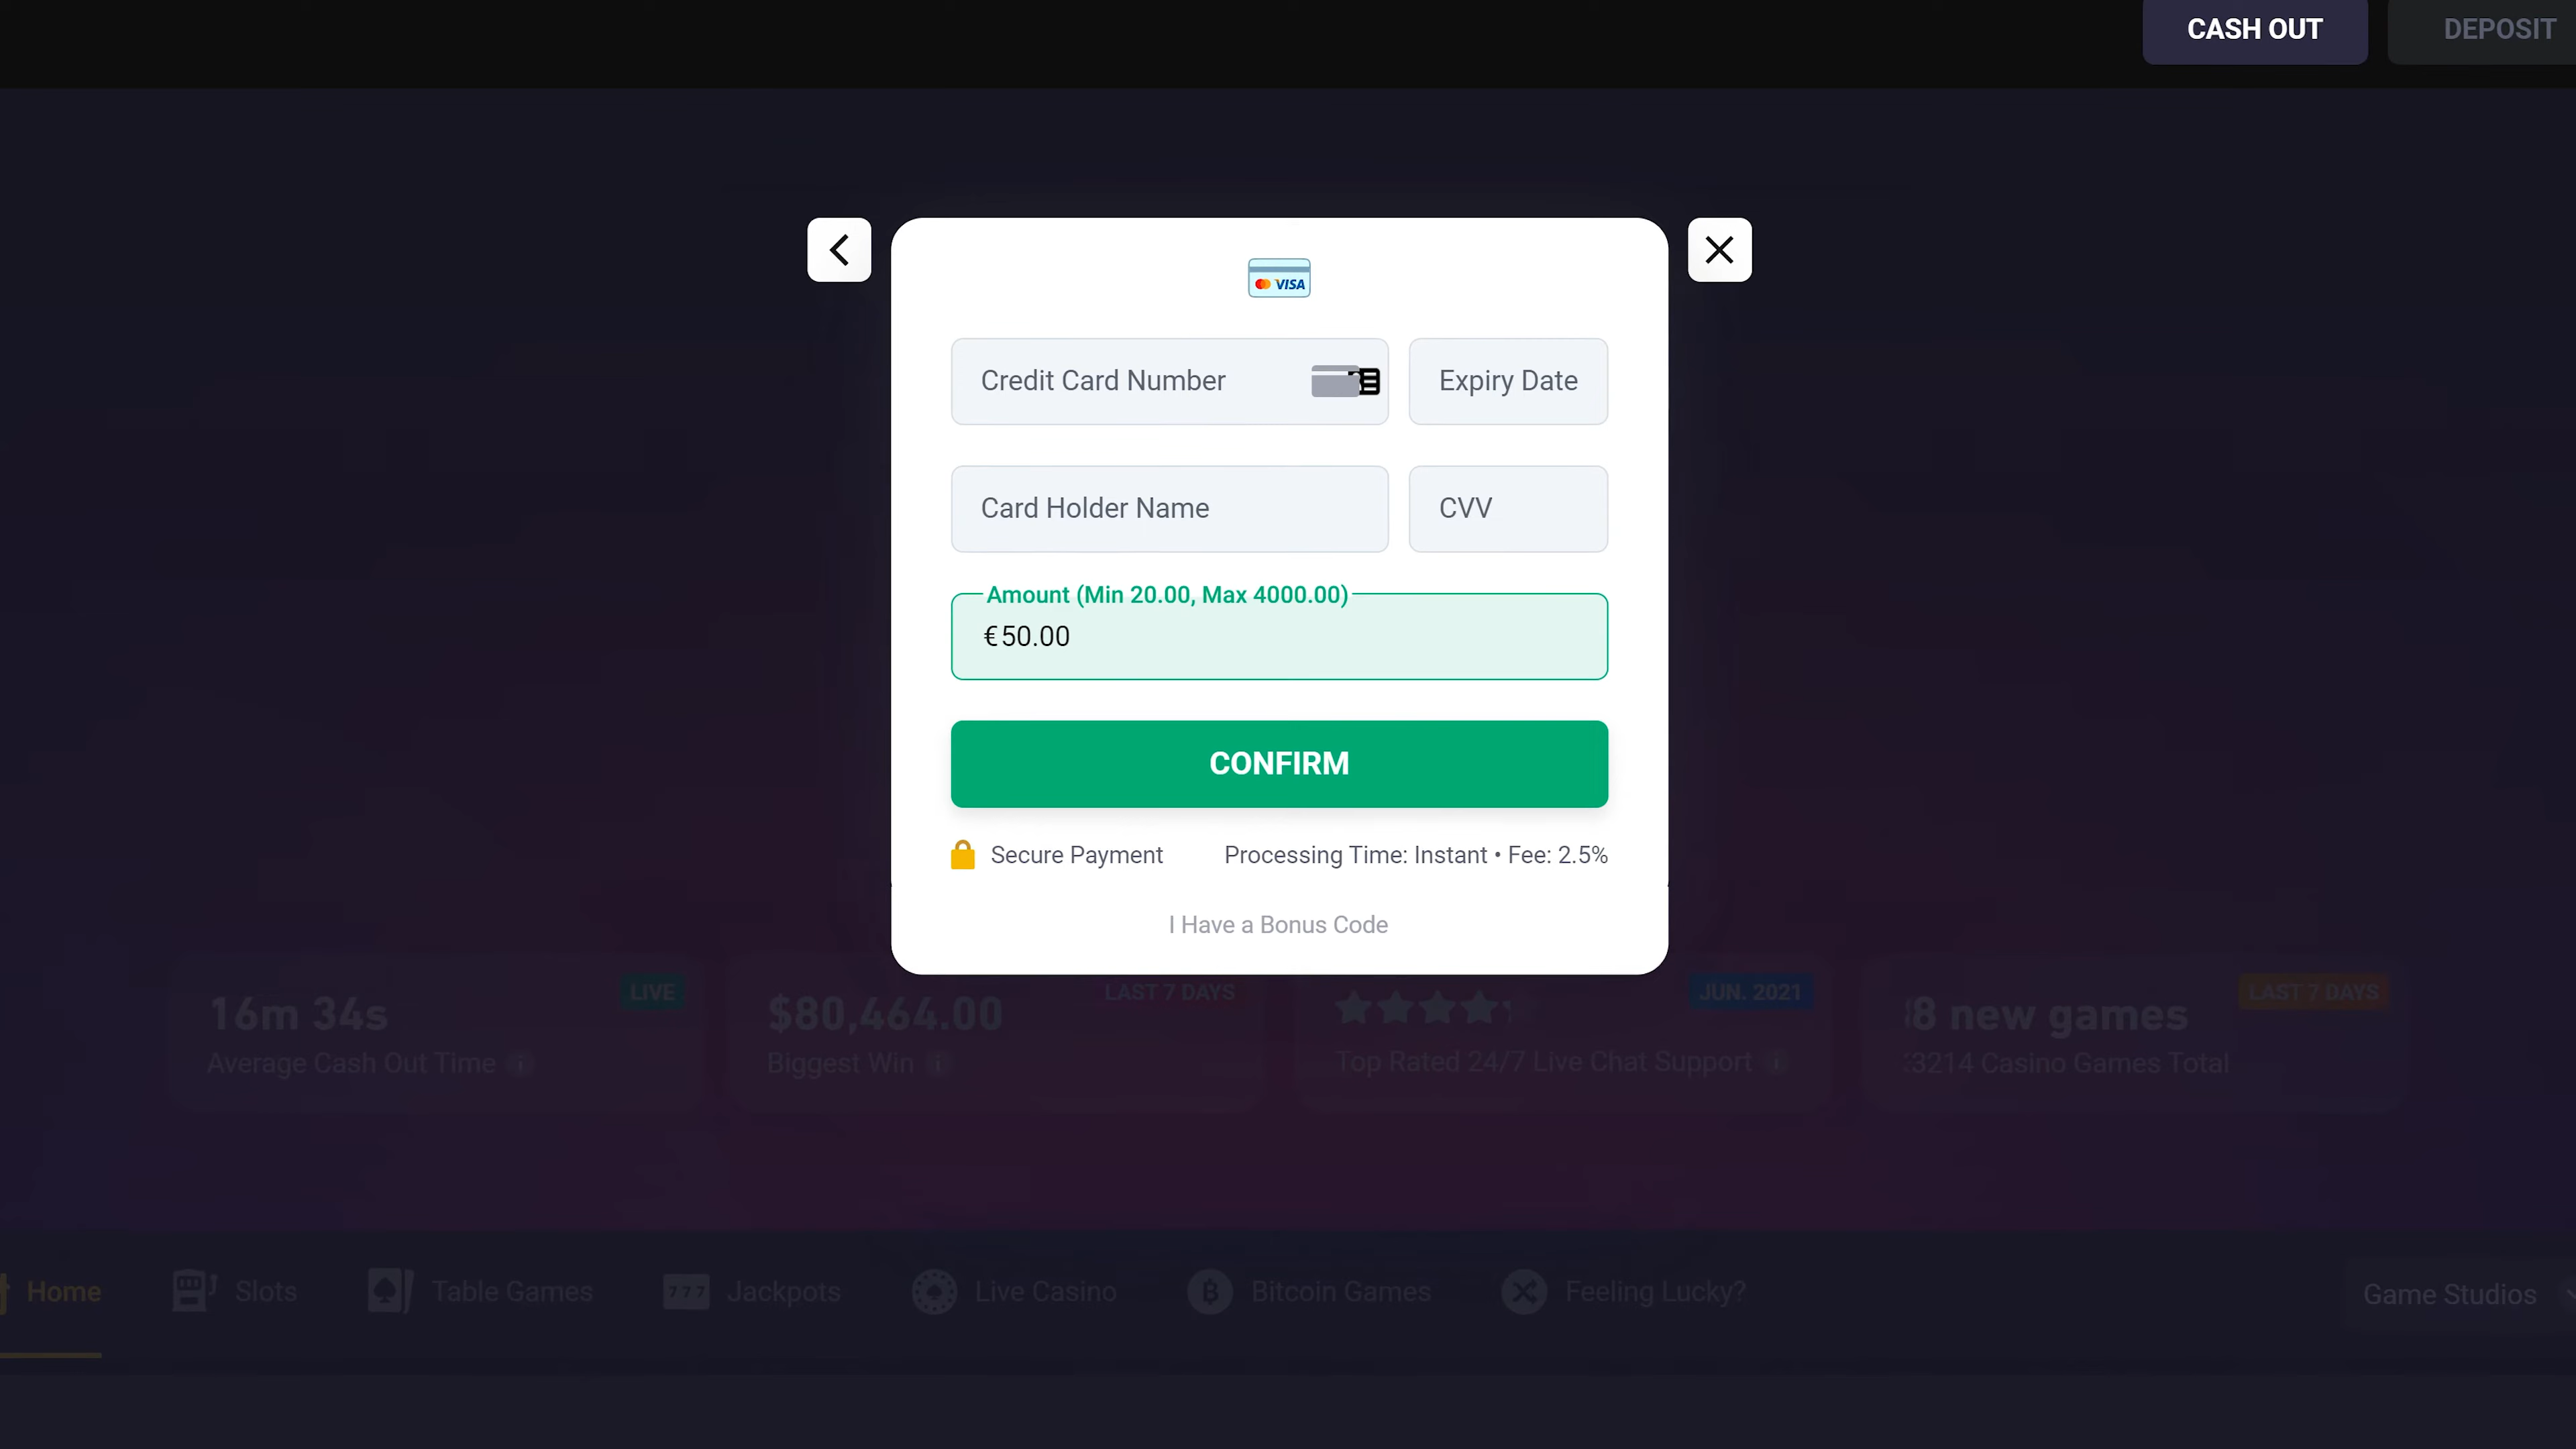 CASH OUT
DEPOSIT
VISA
Credit Card Number
Expiry Date
Card Holder Name
CVV
Amount (Min 20.00, Max 4000.00)
€50.00
CONFIRM
Secure Payment
Processing Time: Instant • Fee: 2.5%
I Have a Bonus Code
16m 34s
LIVE
Average Cash Out Time
$80,464.00
LAST 7 DAYS
Biggest Win
JUN. 2021
Top Rated 24/7 Live Chat Support
8 new games
LAST 7 DAYS
3214 Casino Games Total
Home
Slots
Table Games
777
Jackpots
Live Casino
Bitcoin Games
Feeling Lucky?
Game Studios